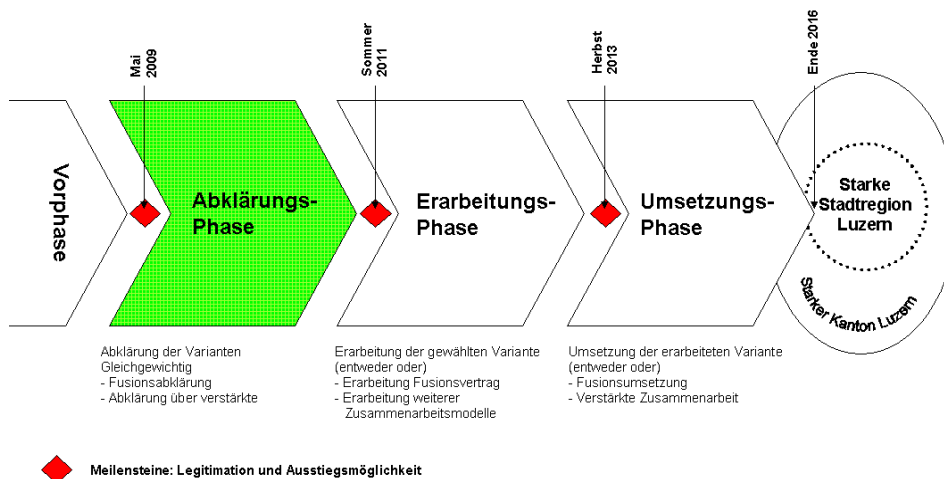 Mai
2009
Sommer
2011
Herbst
2013
Ende 2016
Vorphase
Abklärungs-
Phase
Erarbeitungs-
Phase
Umsetzungs-
Phase
Starke
Stadtregion
Luzern
Starker Kanton Luzern
Abklärung der Varianten
Gleichgewichtig
- Fusionsabklärung
- Abklärung über verstärkte
Erarbeitung der gewählten Variante
(entweder oder)
- Erarbeitung Fusionsvertrag
- Erarbeitung weiterer
Zusammenarbeitsmodelle
Umsetzung der erarbeiteten Variante
(entweder oder)
- Fusionsumsetzung
- Verstärkte Zusammenarbeit
Meilensteine: Legitimation und Ausstiegsmöglichkeit